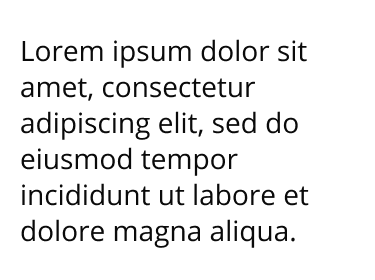 Lorem ipsum dolor sit
amet, consectetur
adipiscing elit, sed do
eiusmod tempor
incididunt ut labore et
dolore magna aliqua.